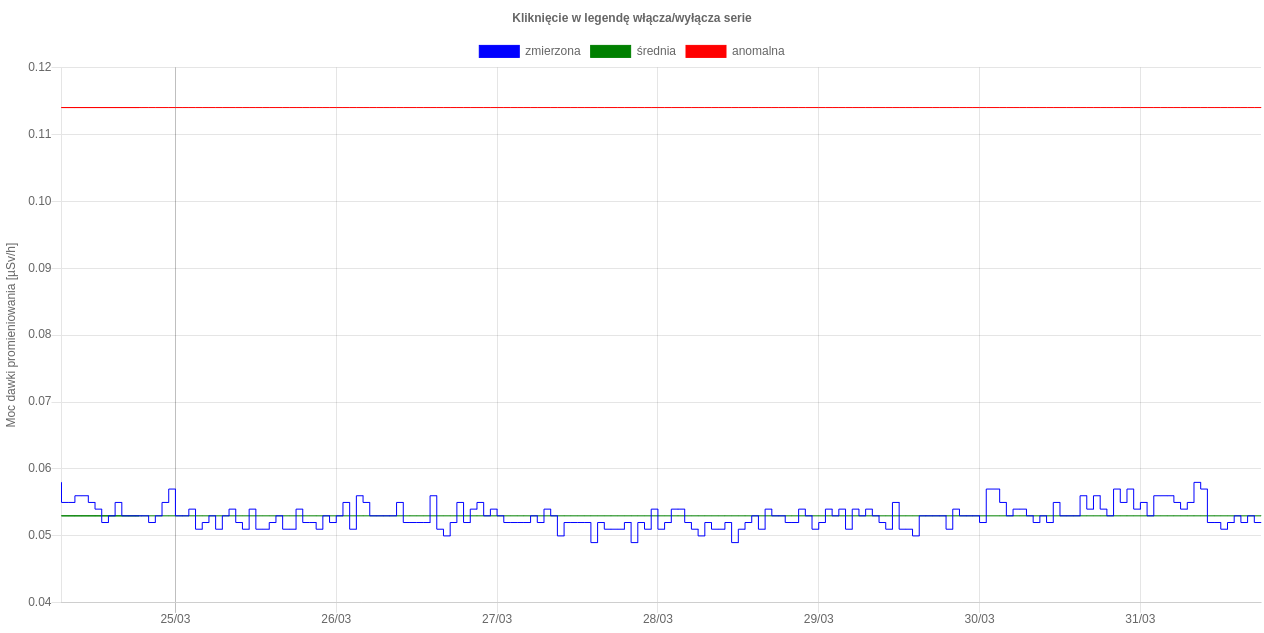 Kliknięcie w legendę włącza/wyłącza serie
zmierzona średnia anomalna
Moc dawki promieniowania [µSv/h]
0.12
0.11
0.10
0.09
0.08
0.07
0.06
0.05
0.04
25/03 26/03 27/03 28/03 29/03 30/03 31/03